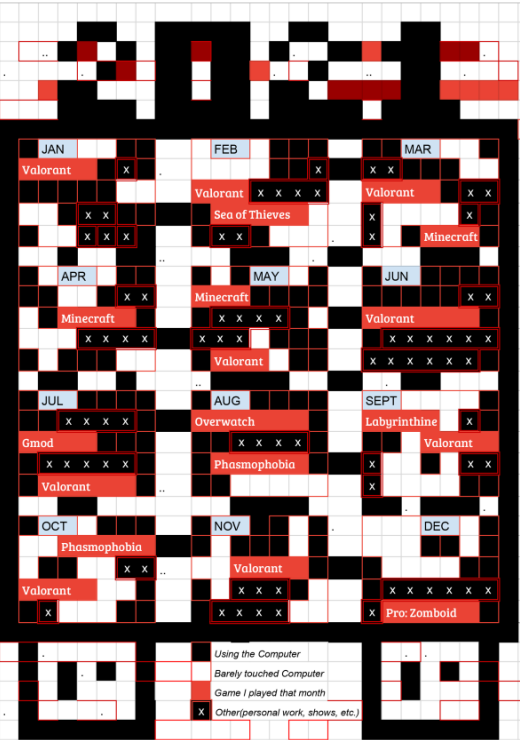 JAN FEB MAR
Valorant x x x x
Valorant x x x x Valorant x x
x x Sea of Thieves x x
x x x x x x Minecraft
APR MAY JUN
x x Minecraft x x
Minecraft x x x x Valorant
x x x x x x x x x x x x x
Valorant x x x x x x
JUL AUG SEPT
x x x x Overwatch Labyrinthine x
Gmod x x x x Valorant
x x x x x Phasmophobia x x x
Valorant x
OCT NOV DEC
Phasmophobia
x x Valorant
Valorant x x x x x x x x x
x x x x x x Pro: Zomboid
Using the Computer
Barely touched Computer
Game I played that month
x Other(personal work, shows, etc.)